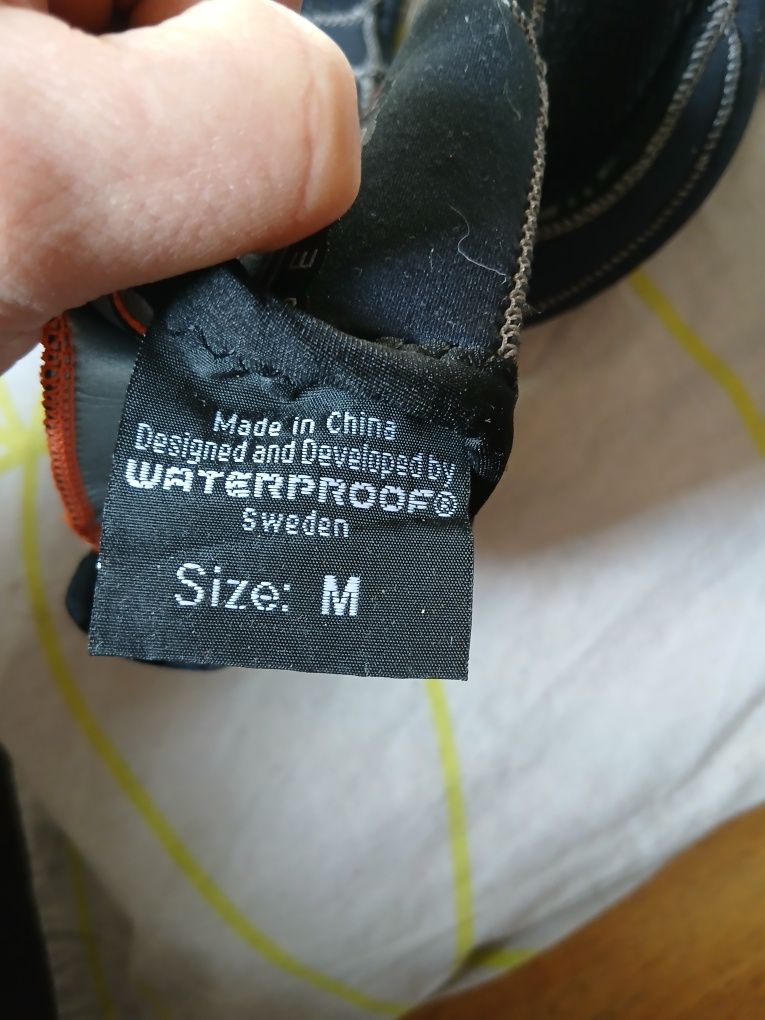 Made in China
Designed and Developed by
WATERPROOF®
Sweden
Size: M